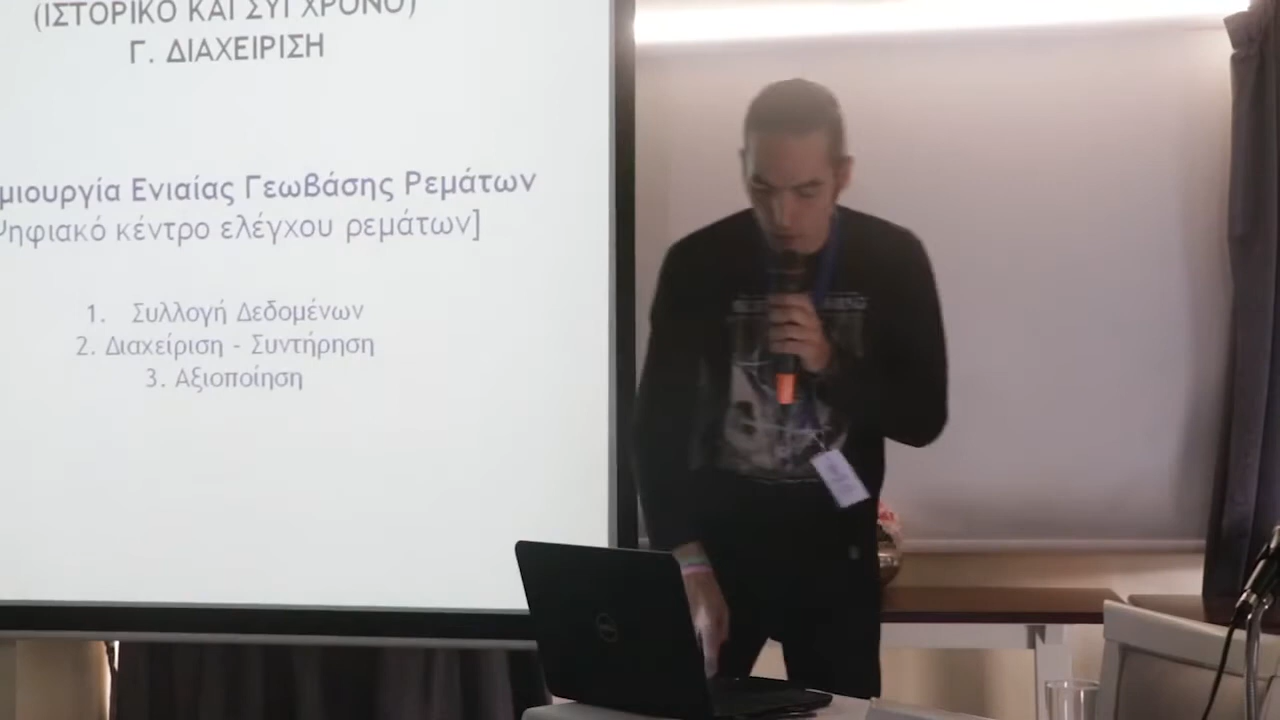 (ΙΣΤΟΡΙΚΟ ΚΑΙ ΣΥΓΧΡΟΝΟ)
Γ. ΔΙΑΧΕΙΡΙΣΗ
μιουργία Ενιαίας Γεωβάσης Ρεμάτων
Ψηφιακό κέντρο ελέγχου ρεμάτων]
1. Συλλογή Δεδομένων
2. Διαχείριση - Συντήρηση
3. Αξιοποίηση